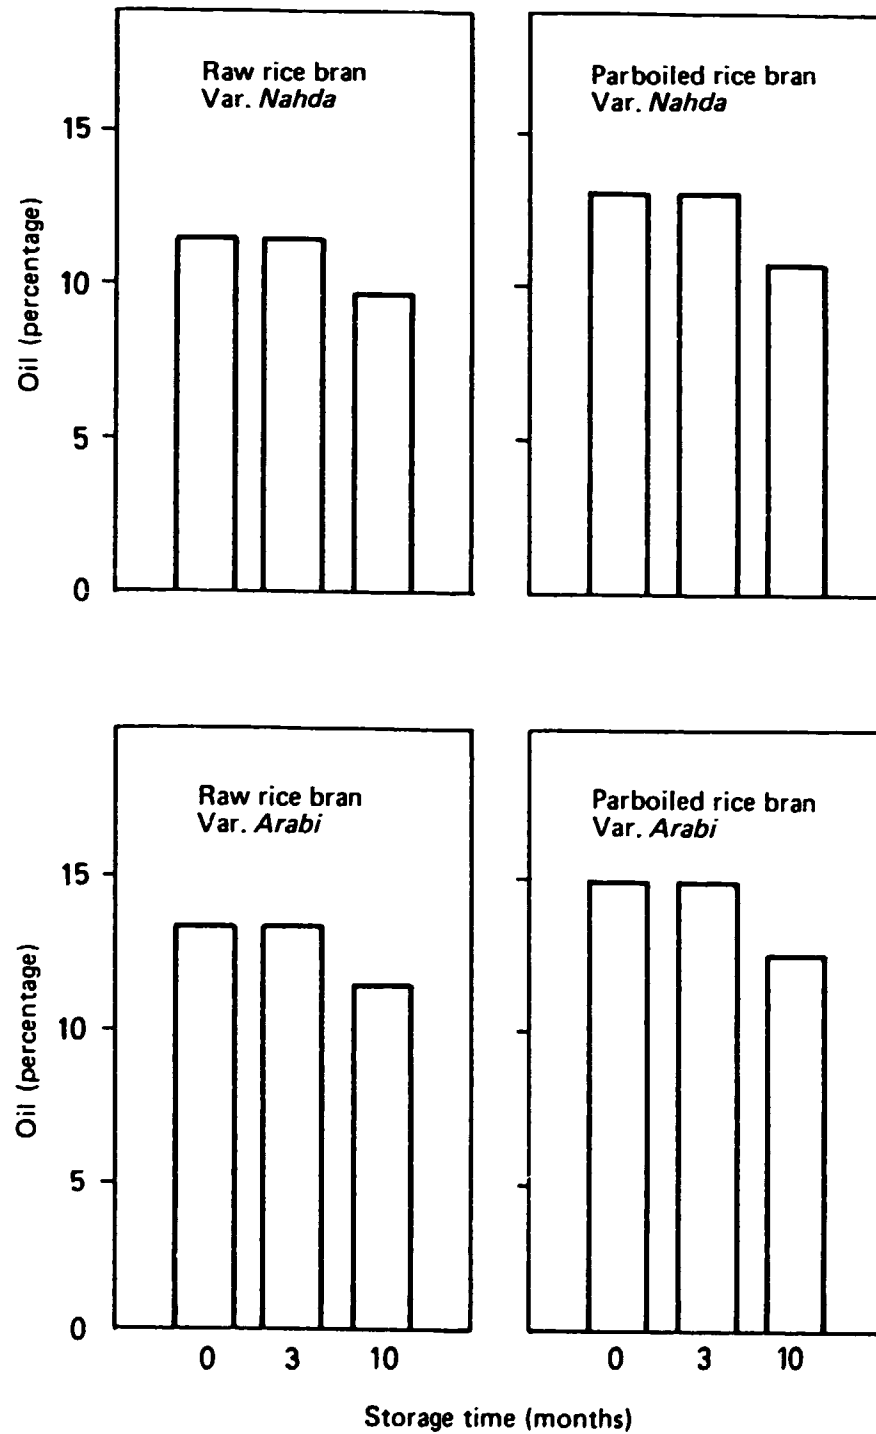 Raw rice bran
Var. Nahda
Parboiled rice bran
Var. Nahda
15
10
5
0
Oil (percentage)
Raw rice bran
Var. Arabi
Parboiled rice bran
Var. Arabi
15
10
5
0
Oil (percentage)
0 3 10
0 3 10
Storage time (months)